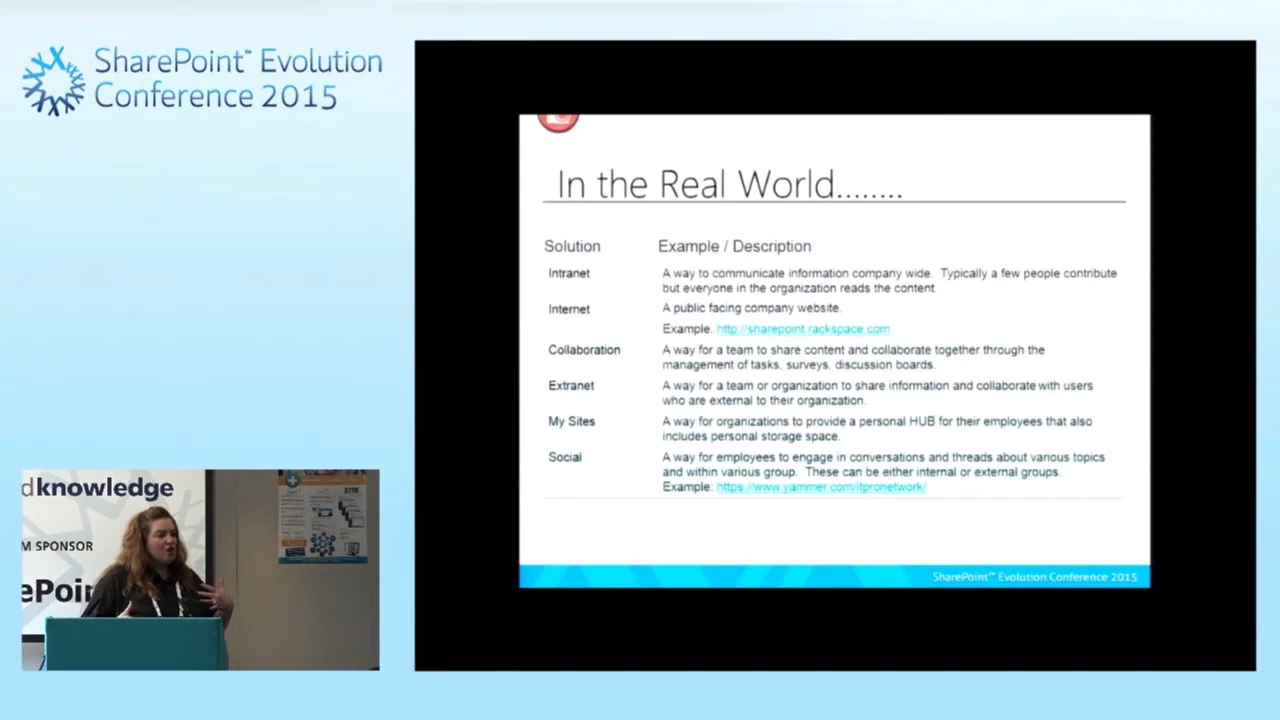 SharePoint™ Evolution
Conference 2015
In the Real World........
Solution Example / Description
Intranet A way to communicate information company wide. Typically a few people contribute
but everyone in the organization reads the content.
Internet A public facing company website.
Example: http://sharepoint.rackspace.com
Collaboration A way for a team to share content and collaborate together through the
management of tasks, surveys, discussion boards.
Extranet A way for a team or organization to share information and collaborate with users
who are external to their organization.
My Sites A way for organizations to provide a personal HUB for their employees that also
includes personal storage space.
Social A way for employees to engage in conversations and threads about various topics
and within various group. These can be either internal or external groups.
Example: https://www.yammer.com/itpronetwork/
SharePoint™ Evolution Conference 2015
dknowledge
M SPONSOR
ePoin